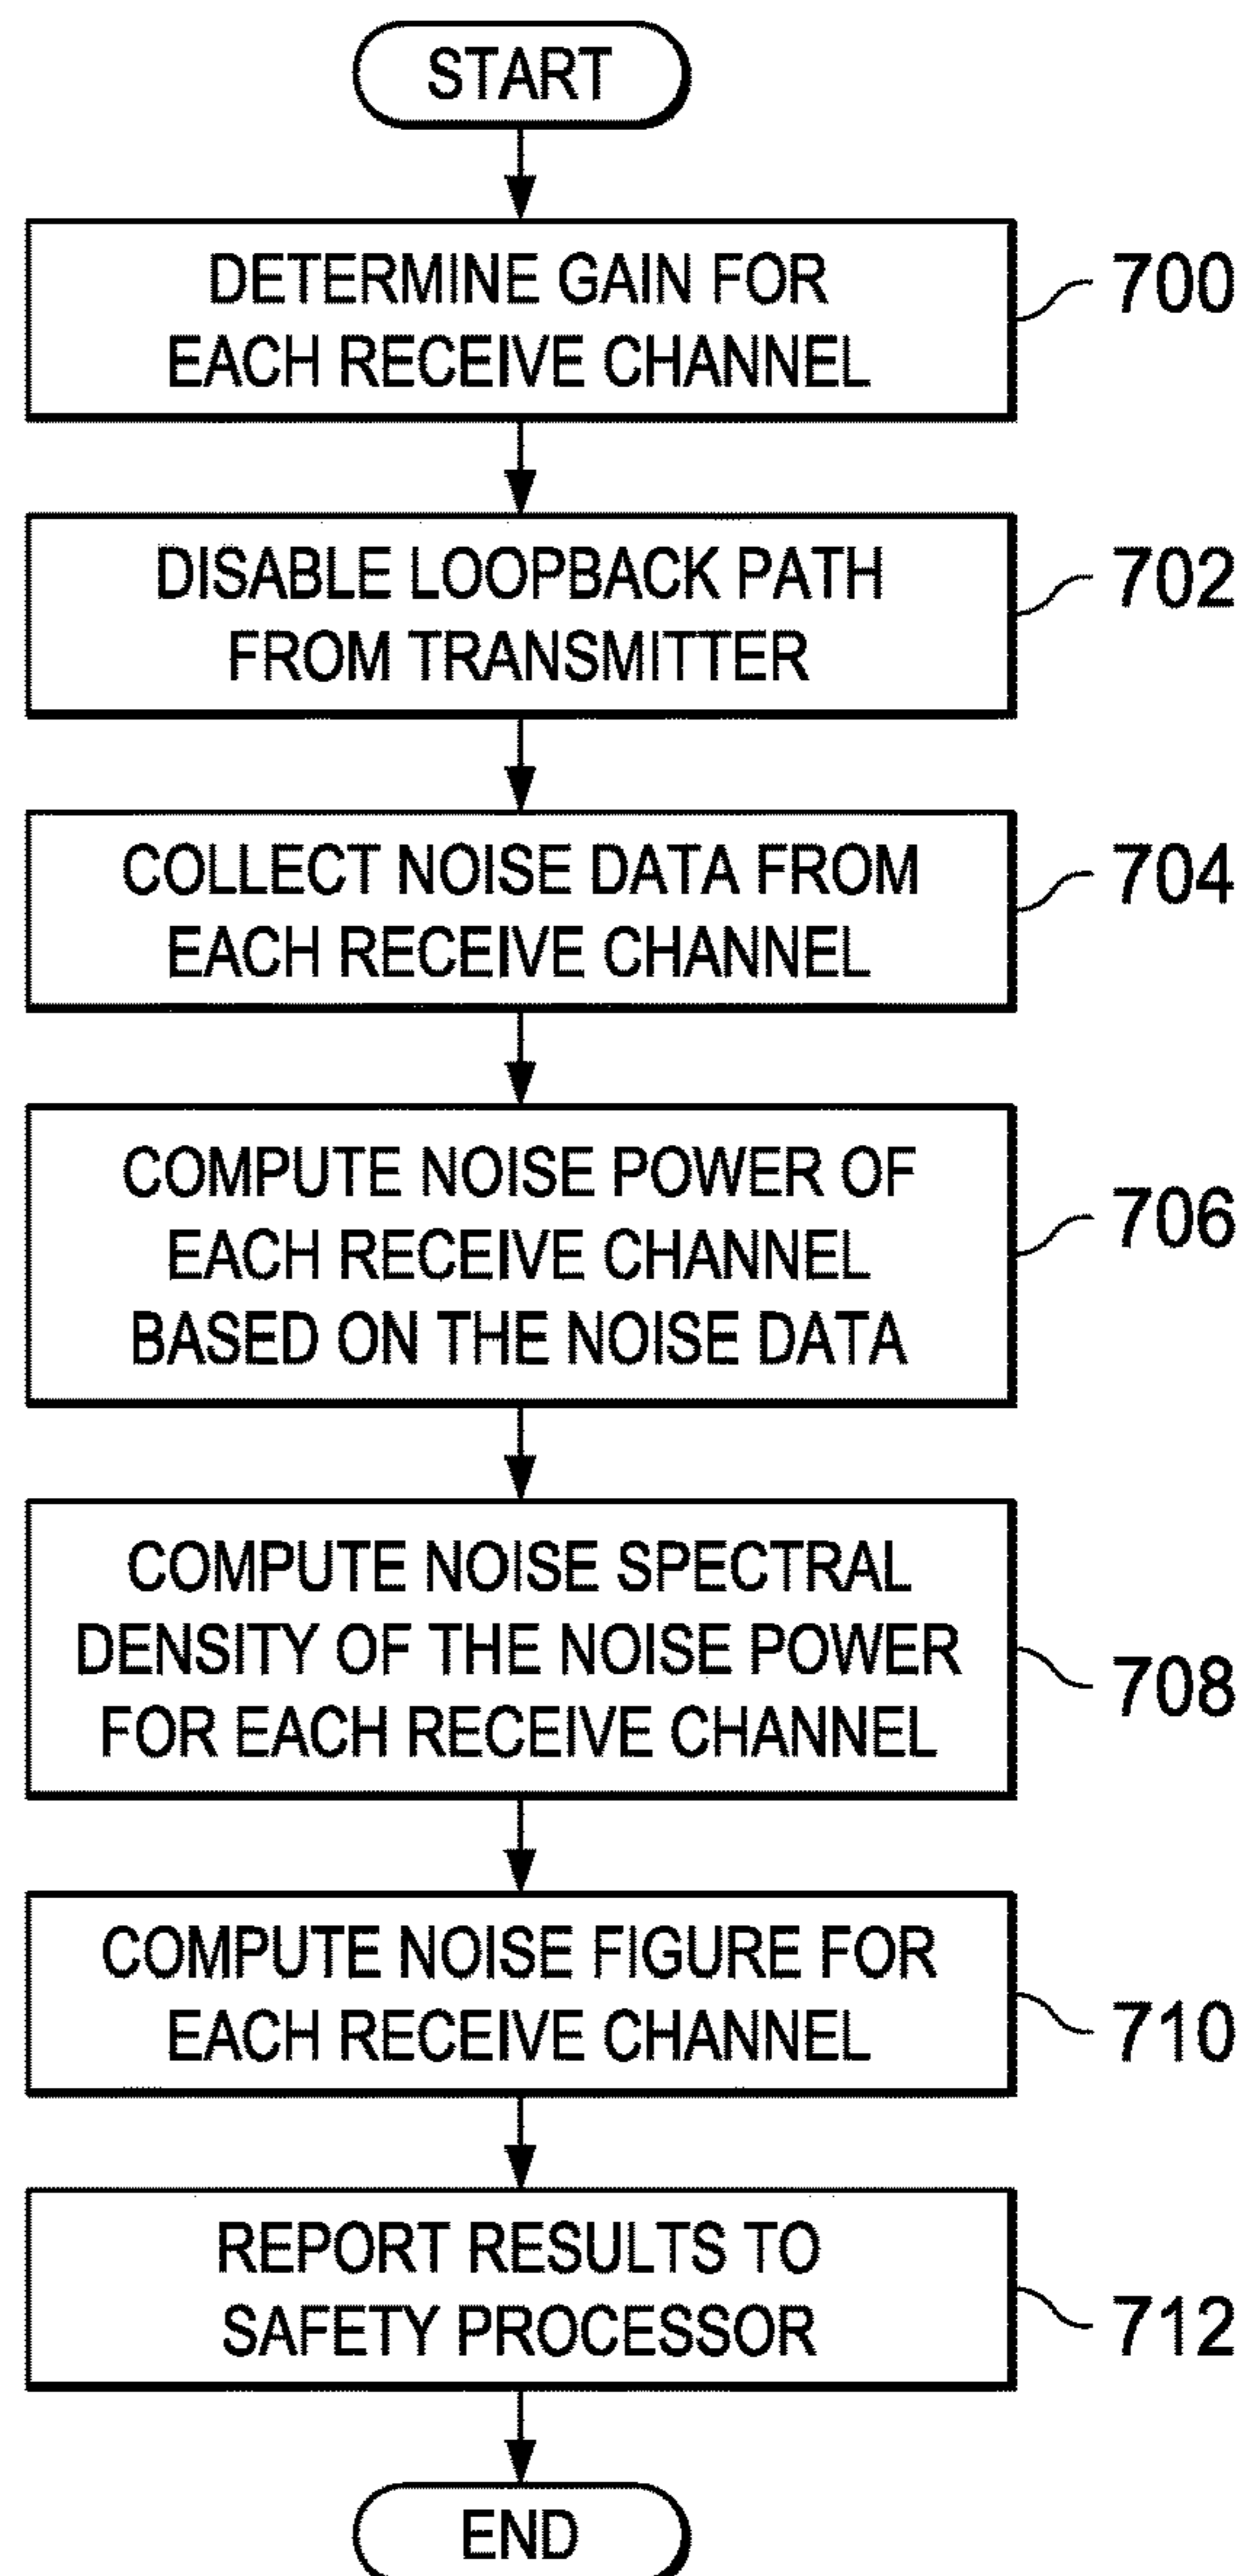 START
DETERMINE GAIN FOR
EACH RECEIVE CHANNEL
700
DISABLE LOOPBACK PATH
FROM TRANSMITTER
702
COLLECT NOISE DATA FROM
EACH RECEIVE CHANNEL
704
COMPUTE NOISE POWER OF
EACH RECEIVE CHANNEL
BASED ON THE NOISE DATA
706
COMPUTE NOISE SPECTRAL
DENSITY OF THE NOISE POWER
FOR EACH RECEIVE CHANNEL
708
COMPUTE NOISE FIGURE FOR
EACH RECEIVE CHANNEL
710
REPORT RESULTS TO
SAFETY PROCESSOR
712
END